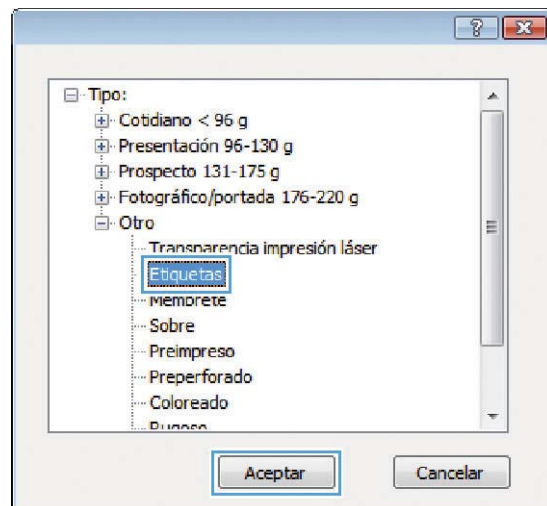 Tipo:
Cotidiano < 96 g
Presentación 96-130 g
Prospecto 131-175 g
Fotográfico/portada 176-220 g
Otro
Transparencia impresión láser
Etiquetas
Membrete
Sobre
Preimpreso
Preperforado
Coloreado
Rugoso
Aceptar
Cancelar